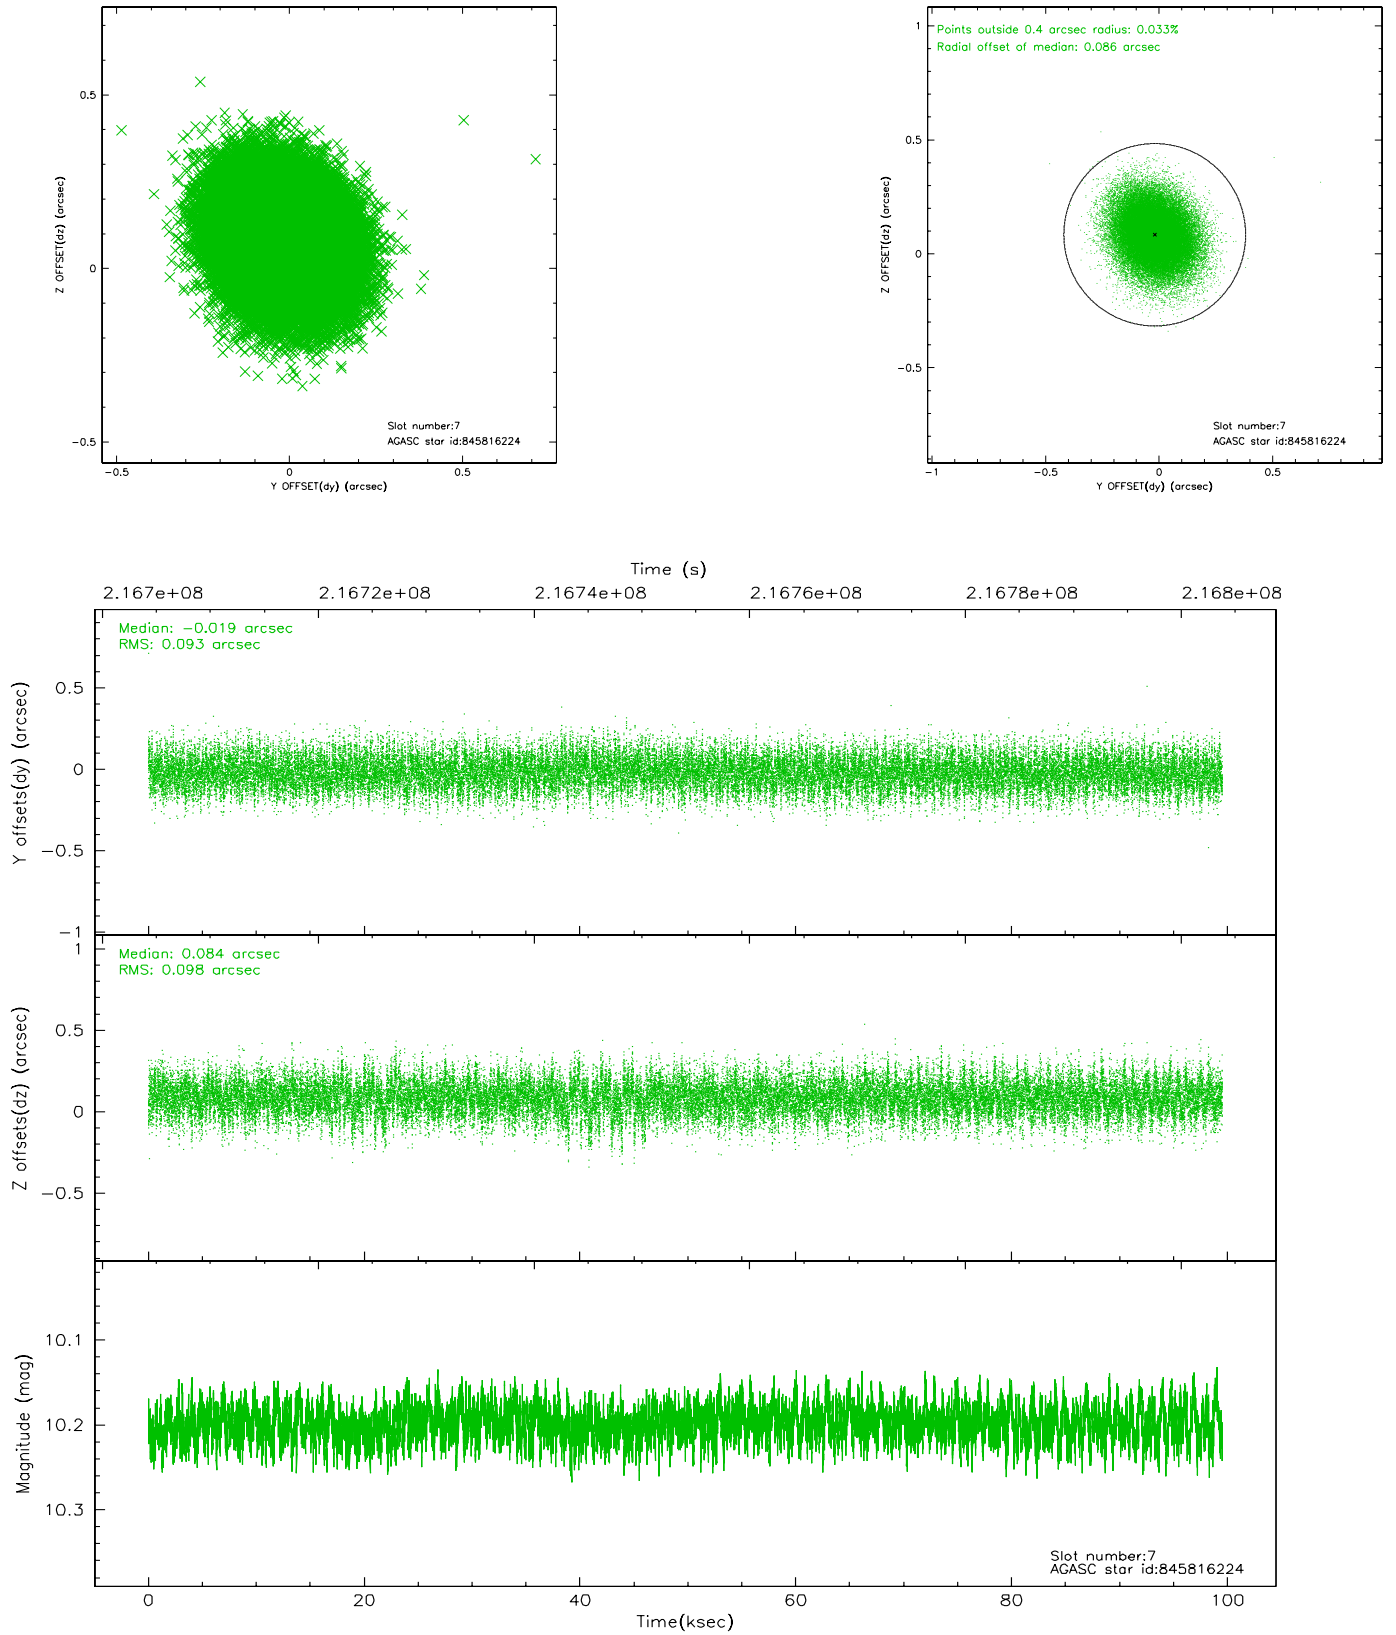 0.5
0
-0.5
Z OFFSET(dz) (arcsec)
-0.5 0 0.5
Y OFFSET(dy) (arcsec)
Slot number:7
AGASC star id:845816224
Points outside 0.4 arcsec radius: 0.033%
Radial offset of median: 0.086 arcsec
1
0.5
0
-0.5
Z OFFSET(dz) (arcsec)
-1 -0.5 0 0.5
Y OFFSET(dy) (arcsec)
Slot number:7
AGASC star id:845816224
Time (s)
2.167e+08 2.1672e+08 2.1674e+08 2.1676e+08 2.1678e+08 2.168e+08
Median: -0.019 arcsec
RMS: 0.093 arcsec
0.5
0
-0.5
-1
Y offsets(dy) (arcsec)
Median: 0.084 arcsec
RMS: 0.098 arcsec
1
0.5
0
-0.5
Z offsets(dz) (arcsec)
10.1
10.2
10.3
Magnitude (mag)
Slot number:7
AGASC star id:845816224
0 20 40 60 80 100
Time(ksec)